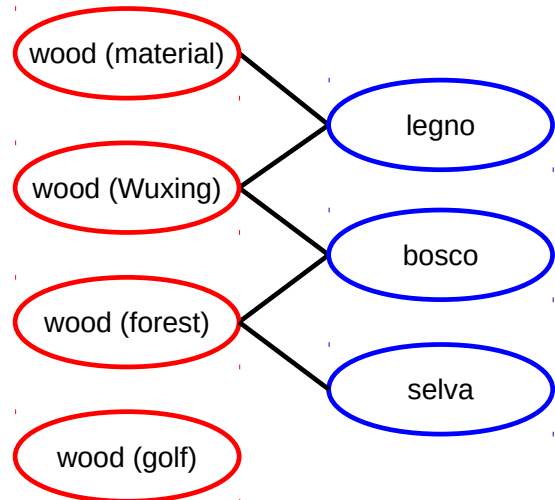 wood (material)
legno
wood (Wuxing)
bosco
wood (forest)
selva
wood (golf)